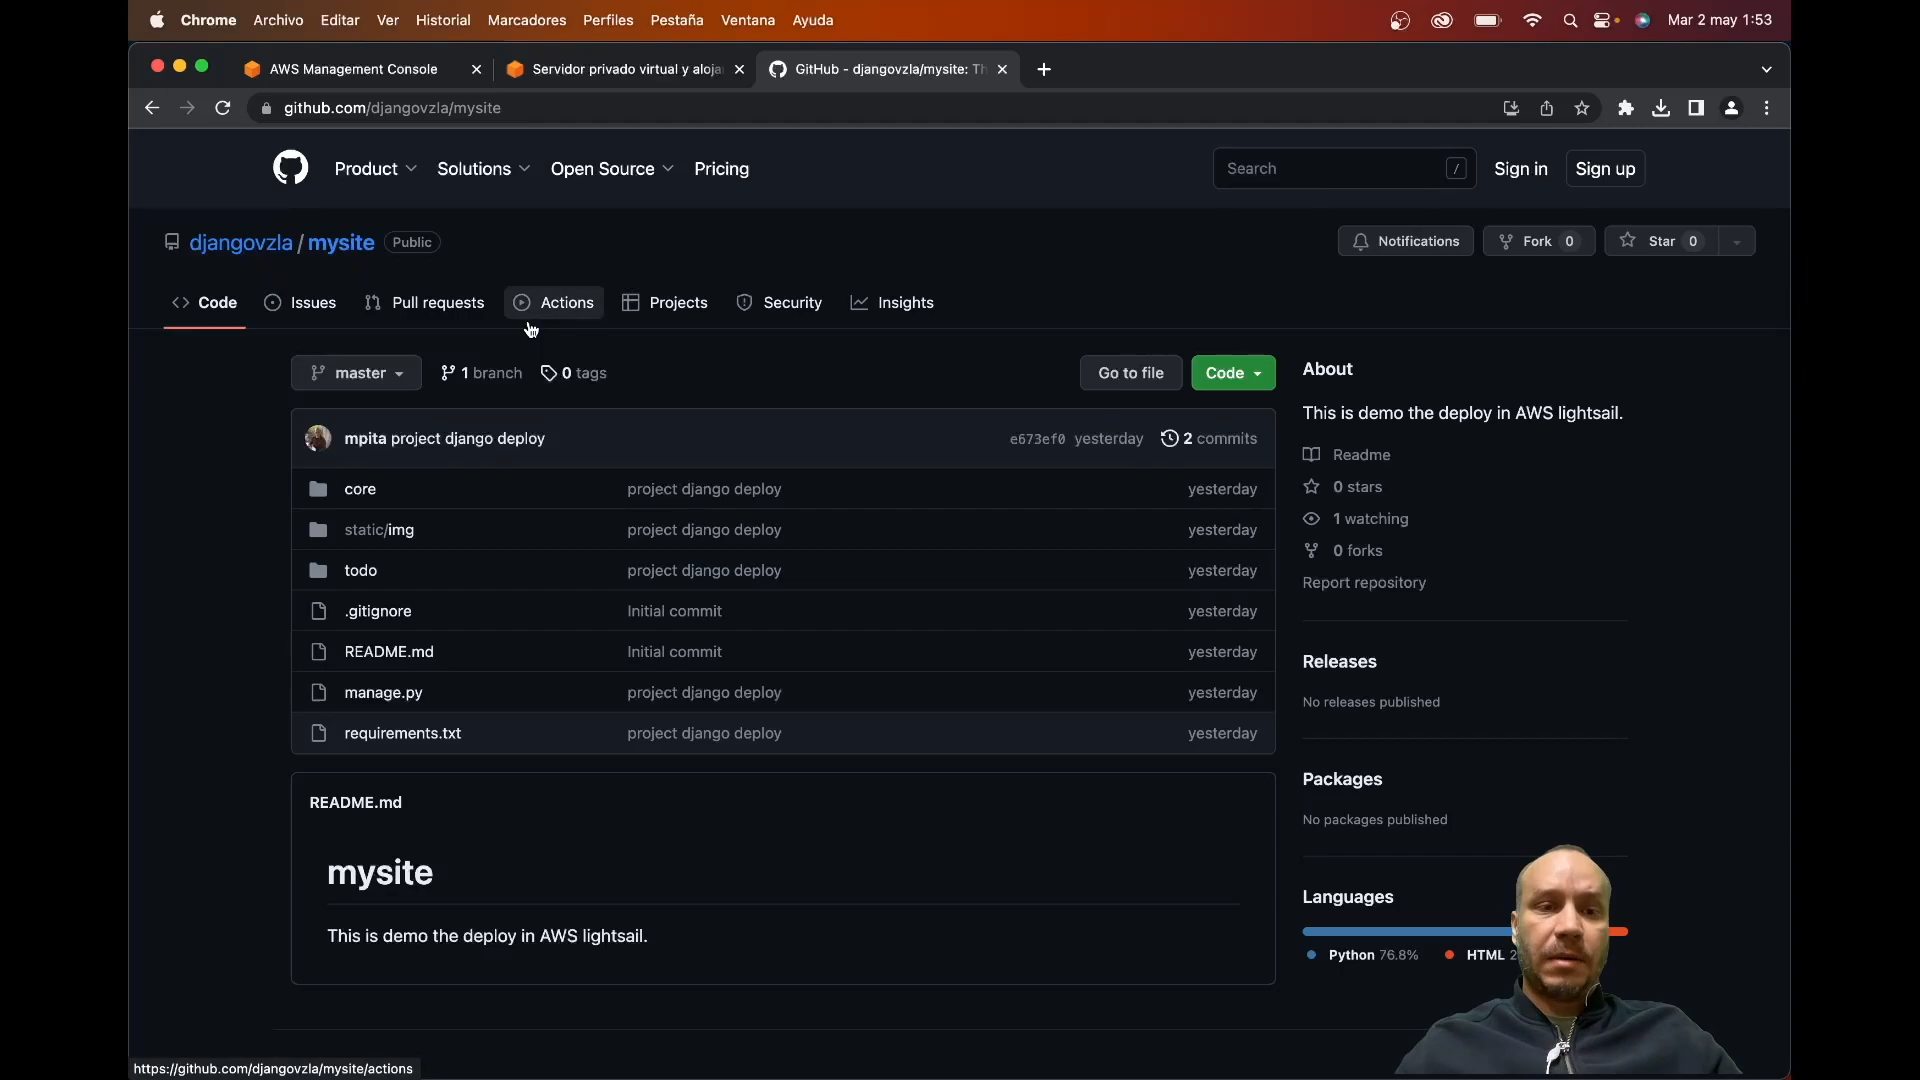 Chrome Archivo Editar Ver Historial Marcadores Perfiles Pestaña Ventana Ayuda Mar 2 may 1:53
AWS Management Console Servidor privado virtual y aloja GitHub - djangovzla/mysite: Th
github.com/djangovzla/mysite
Product Solutions Open Source Pricing Search / Sign in Sign up
djangovzla / mysite Public Notifications Fork 0 Star 0
Code Issues Pull requests Actions Projects Security Insights
master 1 branch 0 tags Go to file Code
mpita project django deploy e673ef0 yesterday 2 commits
core project django deploy yesterday
static/img project django deploy yesterday
todo project django deploy yesterday
.gitignore Initial commit yesterday
README.md Initial commit yesterday
manage.py project django deploy yesterday
requirements.txt project django deploy yesterday
README.md
mysite
This is demo the deploy in AWS lightsail.
About
This is demo the deploy in AWS lightsail.
Readme
0 stars
1 watching
0 forks
Report repository
Releases
No releases published
Packages
No packages published
Languages
Python 76.8% HTML 2
https://github.com/djangovzla/mysite/actions